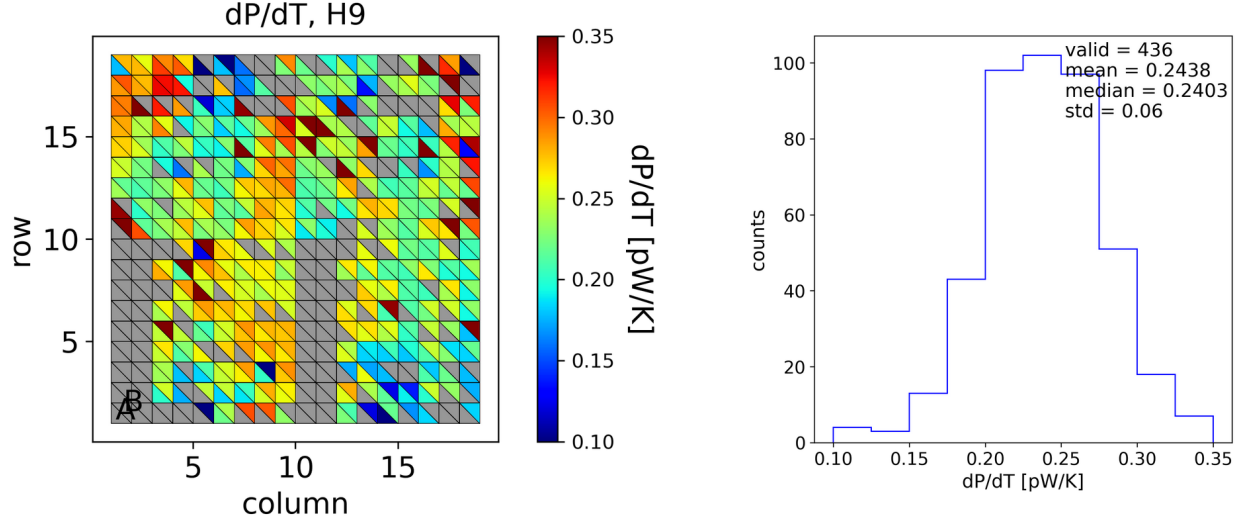 dP/dT, H9
15
10
5
row
A
B
5
10
15
column
0.35
0.30
0.25
0.20
0.15
0.10
dP/dT [pW/K]
100
80
60
40
20
0
counts
valid = 436
mean = 0.2438
median = 0.2403
std = 0.06
0.10
0.15
0.20
0.25
0.30
0.35
dP/dT [pW/K]